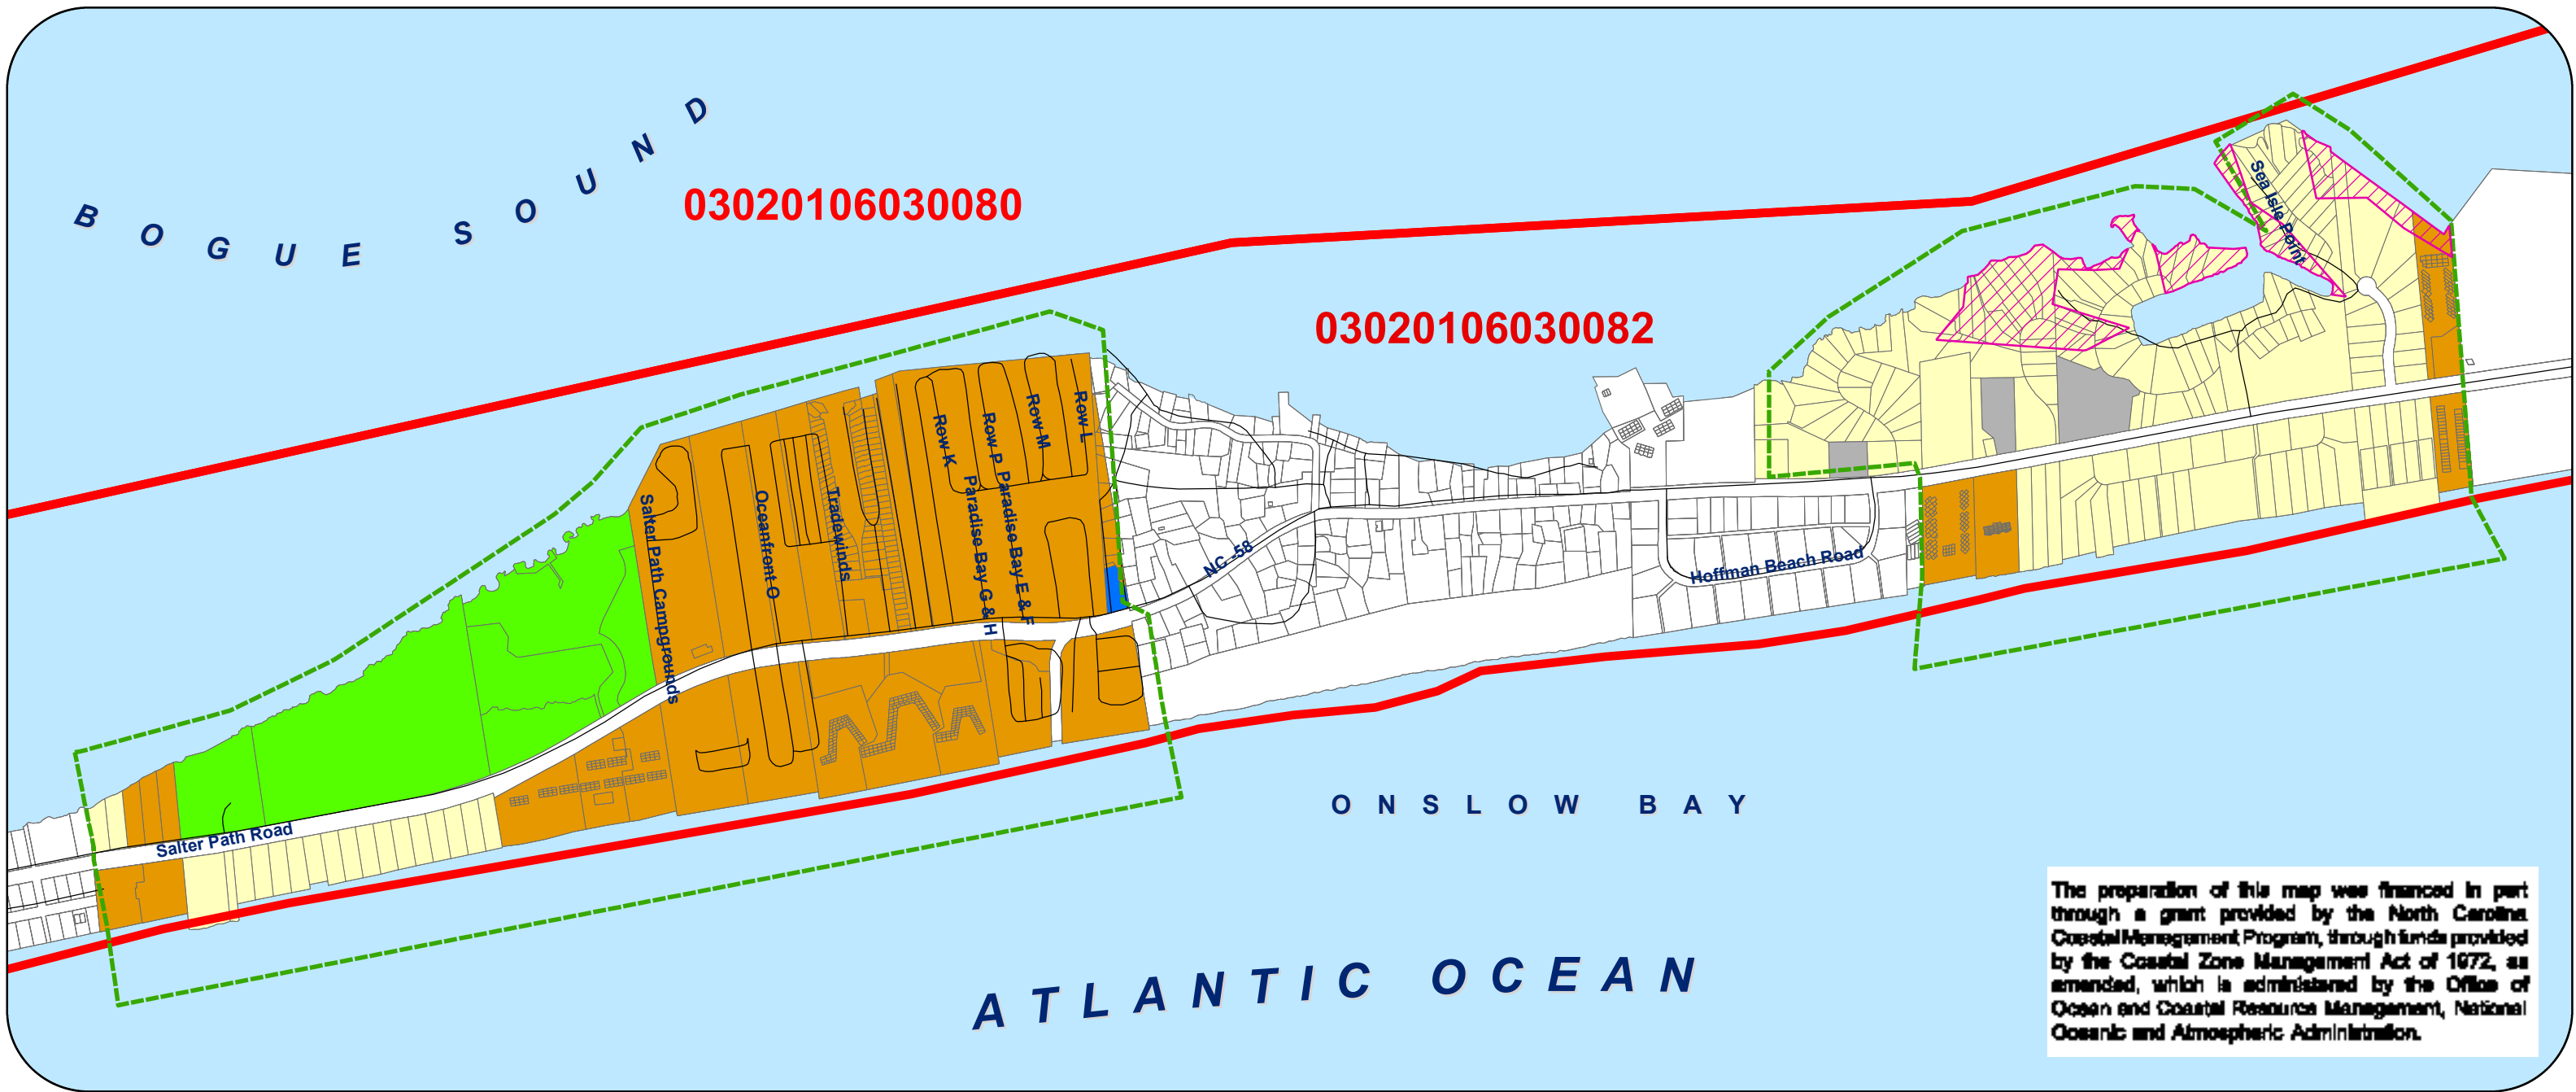 BOGUE SOUND
03020106030080
03020106030082
Sea Isle Point
Row L
Row M
Row P
Row K
Paradise Bay E & F
Paradise Bay G & H
Tradewinds
Oceanfront O
Salter Path Campgrounds
NC -58
Hoffman Beach Road
Salter Path Road
ONSLOW BAY
ATLANTIC OCEAN
The preparation of this map was financed in part
through a grant provided by the North Carolina
Coastal Management Program, through funds provided
by the Coastal Zone Management Act of 1972, as
amended, which is administered by the Office of
Ocean and Coastal Resource Management, National
Oceanic and Atmospheric Administration.